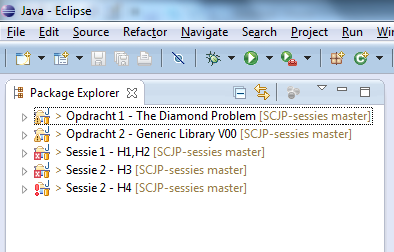 Java - Eclipse
File Edit Source Refactor Navigate Search Project Run Win
Package Explorer
> Opdracht 1 - The Diamond Problem [SCJP-sessies master]
> Opdracht 2 - Generic Library V00 [SCJP-sessies master]
> Sessie 1 - H1,H2 [SCJP-sessies master]
> Sessie 2 - H3 [SCJP-sessies master]
> Sessie 2 - H4 [SCJP-sessies master]